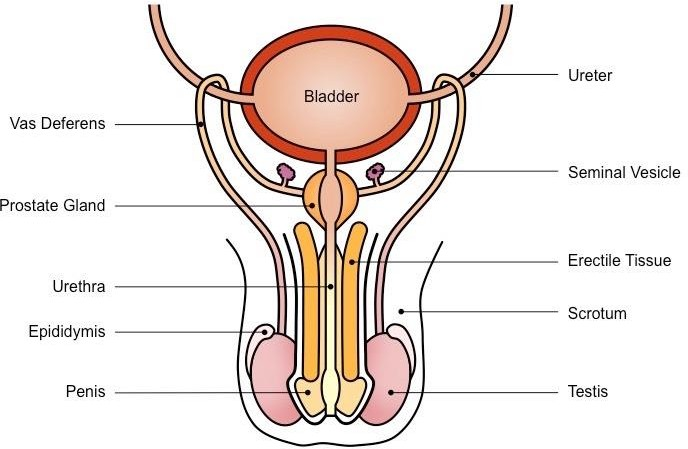 Bladder
Ureter
Vas Deferens
Seminal Vesicle
Prostate Gland
Erectile Tissue
Urethra
Scrotum
Epididymis
Penis
Testis